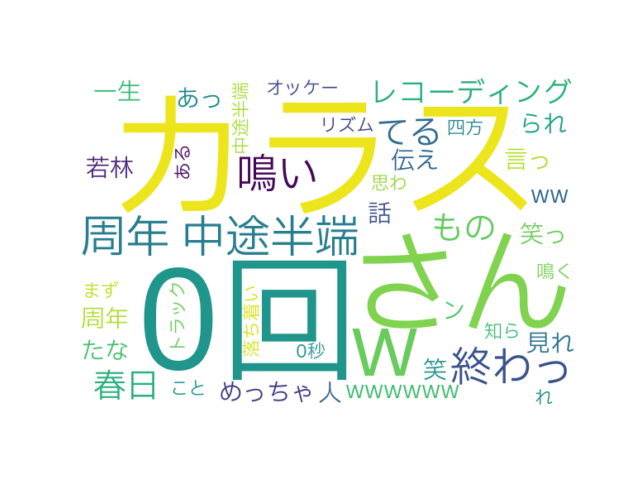 一生
あっ
中途半端
オッケー
レコーディング
カラス
リズム
てる
四方
られ
若林
ある
鳴い
伝え
思わ
言っ
ww
話
周年
中途半端
もの
笑っ
さん
0回
w
鳴く
まず
トラック
落ち着い
周年
ン
知ら
見れ
たな
0秒
終わっ
春日
こと
めっちゃ
人
笑
wwwwww
れ